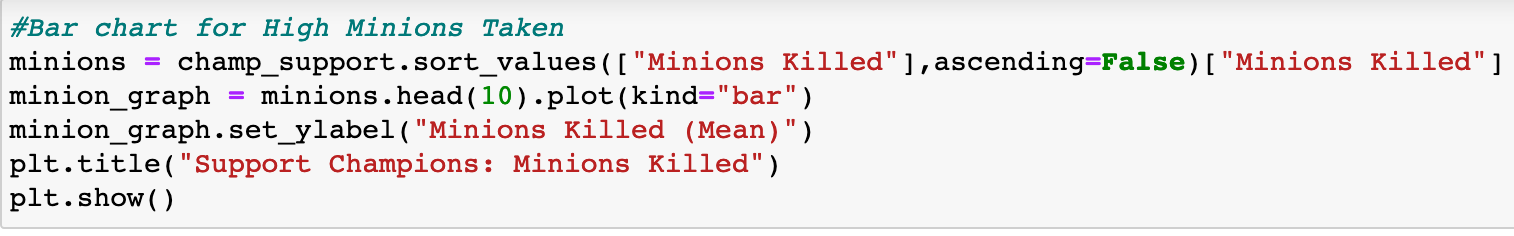 #Bar chart for High Minions Taken
minions = champ_support.sort_values(["Minions Killed"],ascending=False)["Minions Killed"]
minion_graph = minions.head(10).plot(kind="bar")
minion_graph.set_ylabel("Minions Killed (Mean)")
plt.title("Support Champions: Minions Killed")
plt.show()